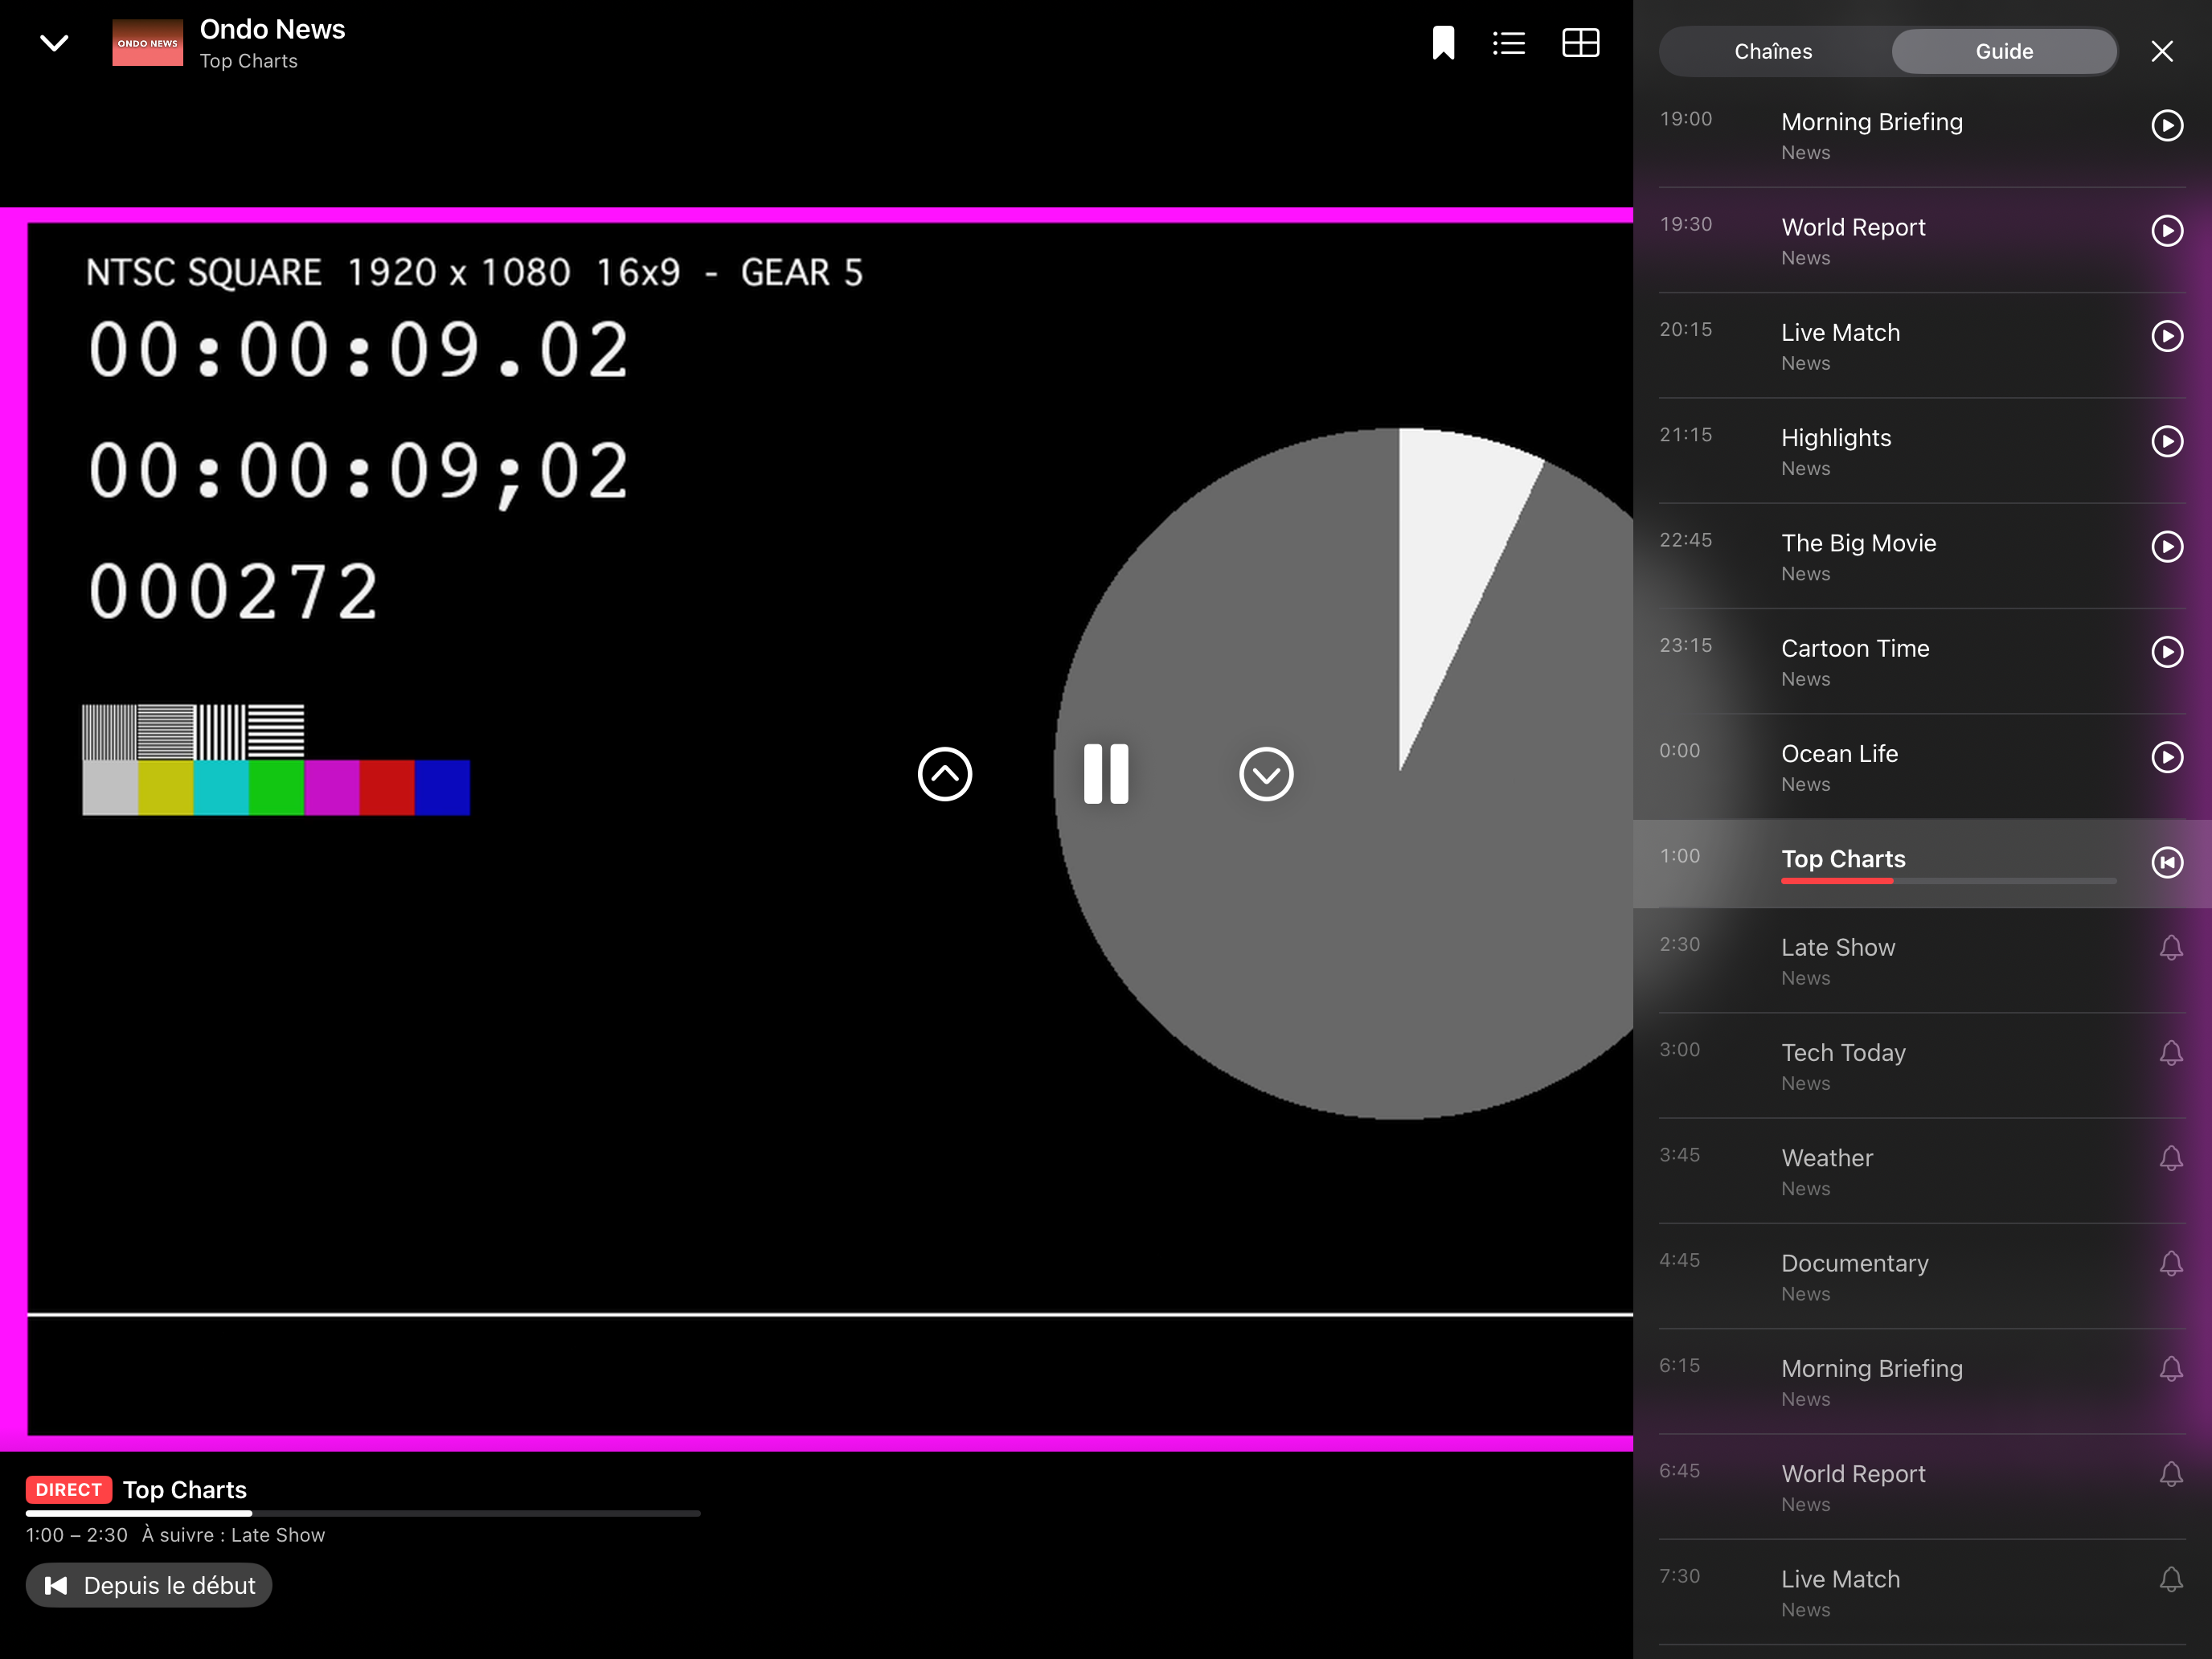 ONDO NEWS
Ondo News
Top Charts
NTSC SQUARE 1920 x 1080 16x9 - GEAR 5
00:00:09.02
00:00:09;02
000272
DIRECT Top Charts
1:00 – 2:30 À suivre : Late Show
Depuis le début
Chaînes Guide
19:00 Morning Briefing
News
19:30 World Report
News
20:15 Live Match
News
21:15 Highlights
News
22:45 The Big Movie
News
23:15 Cartoon Time
News
0:00 Ocean Life
News
1:00 Top Charts
2:30 Late Show
News
3:00 Tech Today
News
3:45 Weather
News
4:45 Documentary
News
6:15 Morning Briefing
News
6:45 World Report
News
7:30 Live Match
News